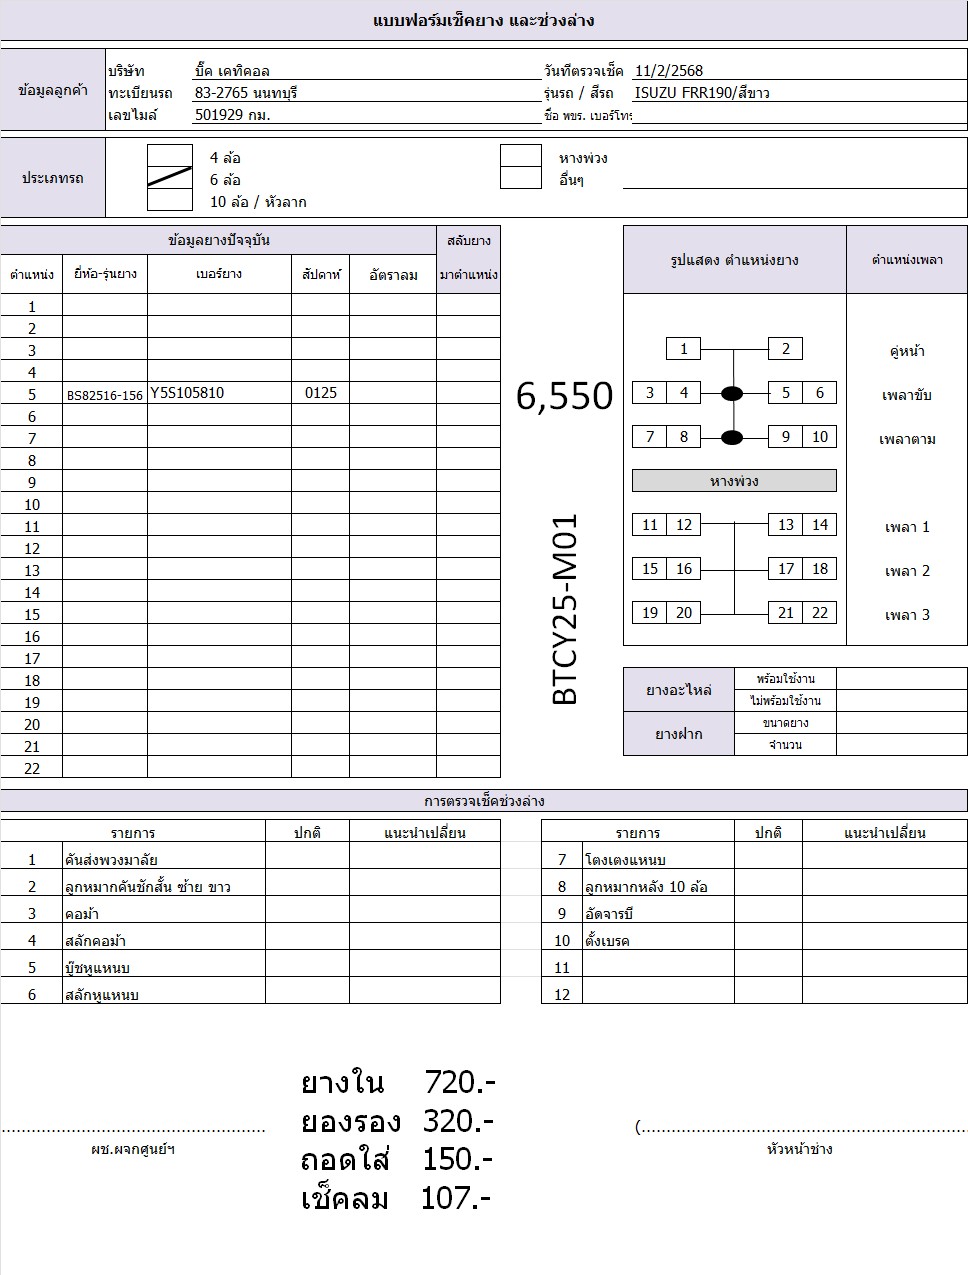 แบบฟอร์มเช็คยาง และช่วงล่าง
ข้อมูลลูกค้า
บริษัท บิ๊ค เคทิคอล วันที่ตรวจเช็ค 11/2/2568
ทะเบียนรถ 83-2765 นนทบุรี รุ่นรถ / สีรถ ISUZU FRR190/สีขาว
เลขไมล์ 501929 กม. ชื่อ พขร. เบอร์โทร
ประเภทรถ
4 ล้อ หางพ่วง
6 ล้อ อื่นๆ
10 ล้อ / หัวลาก
ข้อมูลยางปัจจุบัน สลับยาง
ตำแหน่ง ยี่ห้อ-รุ่นยาง เบอร์ยาง สัปดาห์ อัตราลม มาตำแหน่ง
1
2
3
4
5 BS82516-156 Y5S105810 0125
6
7
8
9
10
11
12
13
14
15
16
17
18
19
20
21
22
6,550
BTCY25-M01
รูปแสดง ตำแหน่งยาง ตำแหน่งเพลา
1 2 คู่หน้า
3 4 5 6 เพลาขับ
7 8 9 10 เพลาตาม
หางพ่วง
11 12 13 14 เพลา 1
15 16 17 18 เพลา 2
19 20 21 22 เพลา 3
ยางอะไหล่ พร้อมใช้งาน
ไม่พร้อมใช้งาน
ยางฝาก ขนาดยาง
จำนวน
การตรวจเช็คช่วงล่าง
รายการ ปกติ แนะนำเปลี่ยน รายการ ปกติ แนะนำเปลี่ยน
1 คันส่งพวงมาลัย 7 โตงเตงแหนบ
2 ลูกหมากคันชักสั้น ซ้าย ขาว 8 ลูกหมากหลัง 10 ล้อ
3 คอม้า 9 อัดจารบี
4 สลักคอม้า 10 ตั้งเบรค
5 บู๊ชหูแหนบ 11
6 สลักหูแหนบ 12
ยางใน 720.-
ยองรอง 320.-
ถอดใส่ 150.-
เช็คลม 107.-
.....................................................
ผช.ผจกศูนย์ฯ
(.................................................................
หัวหน้าช่าง